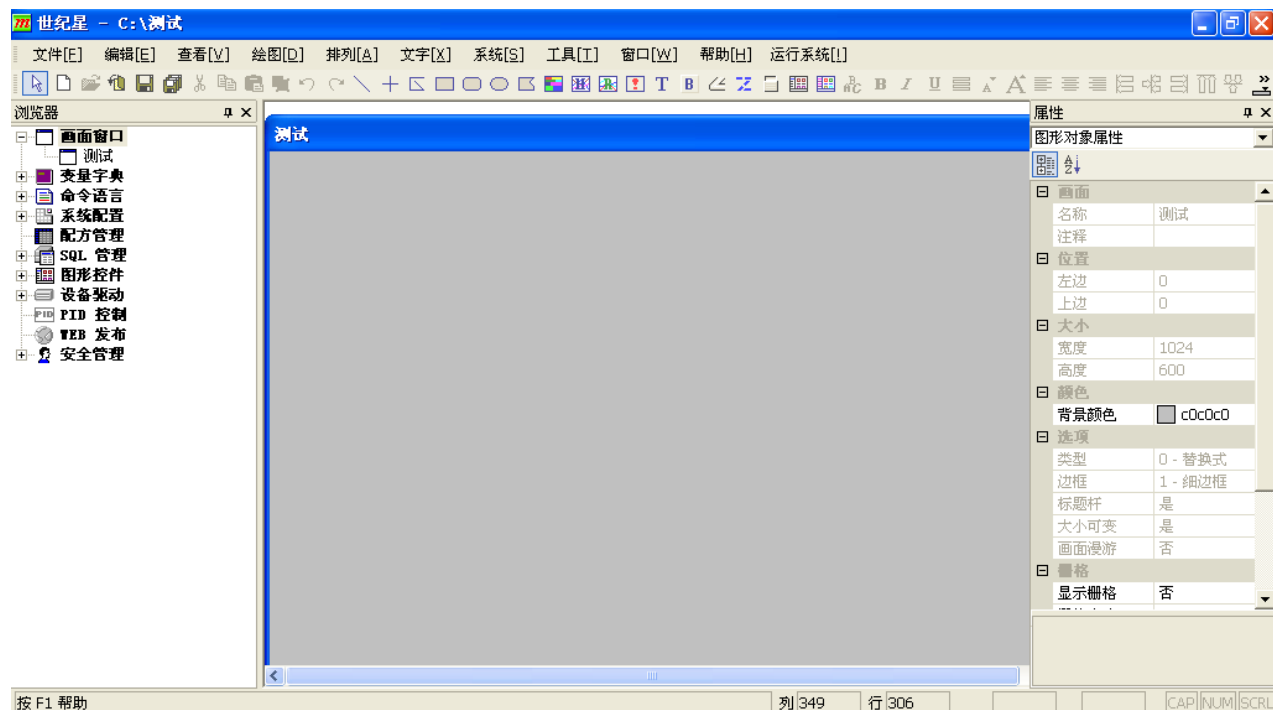 世纪星 - C:\测试
文件[F] 编辑[E] 查看[V] 绘图[D] 排列[A] 文字[X] 系统[S] 工具[T] 窗口[W] 帮助[H] 运行系统[!]
浏览器
画面窗口
测试
变量字典
命令语言
系统配置
配方管理
SQL 管理
图形控件
设备驱动
PID 控制
WEB 发布
安全管理
测试
属性
图形对象属性
画面
名称 测试
注释
位置
左边 0
上边 0
大小
宽度 1024
高度 600
颜色
背景颜色 c0c0c0
选项
类型 0 - 替换式
边框 1 - 细边框
标题杆 是
大小可变 是
画面漫游 否
栅格
显示栅格 否
按 F1 帮助 列 349 行 306 CAP NUM SCRL